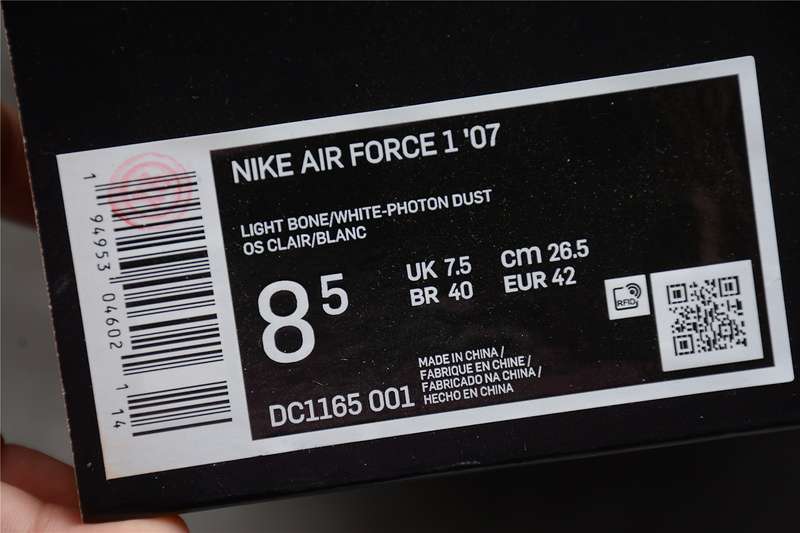 NIKE AIR FORCE 1 '07
LIGHT BONE/WHITE-PHOTON DUST
OS CLAIR/BLANC
8 5
UK 7.5
BR 40
cm 26.5
EUR 42
RFID
MADE IN CHINA /
FABRIQUE EN CHINE /
FABRICADO NA CHINA /
HECHO EN CHINA
DC1165 001
1 94953 04602 1 14